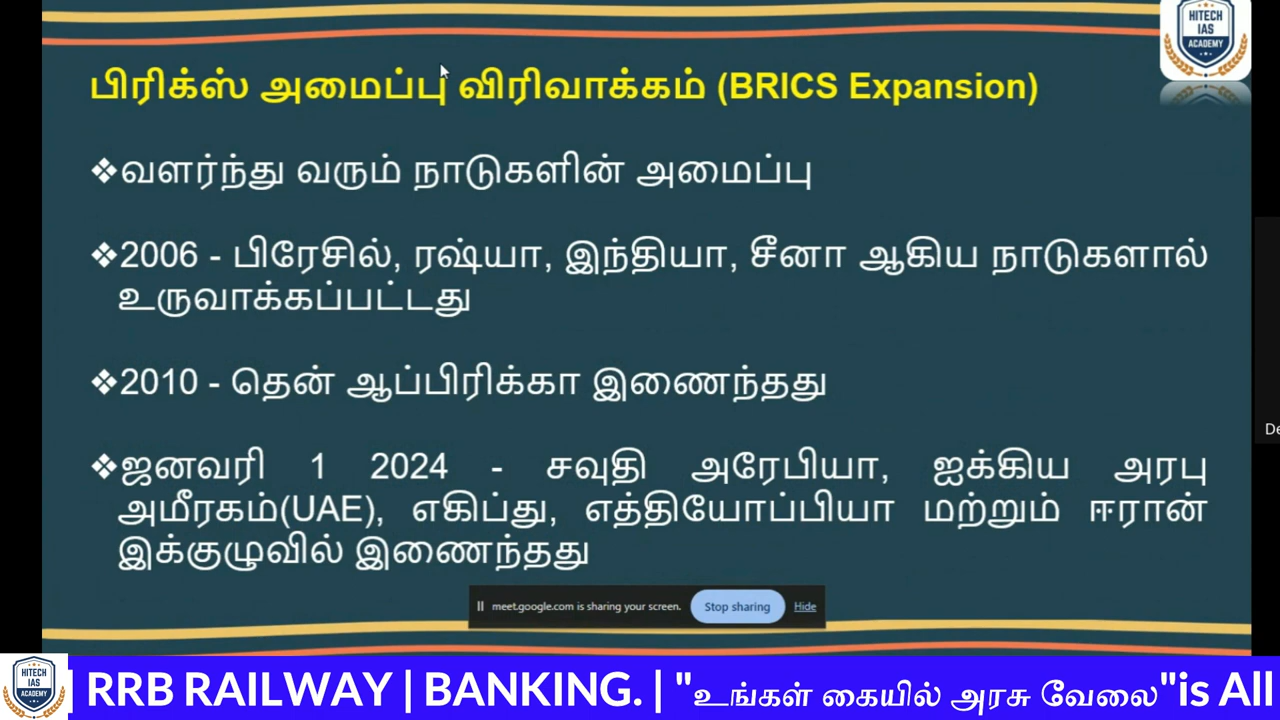 HITECH
IAS
ACADEMY
பிரிக்ஸ் அமைப்பு விரிவாக்கம் (BRICS Expansion)
❖வளர்ந்து வரும் நாடுகளின் அமைப்பு
❖2006 - பிரேசில், ரஷ்யா, இந்தியா, சீனா ஆகிய நாடுகளால்
உருவாக்கப்பட்டது
❖2010 - தென் ஆப்பிரிக்கா இணைந்தது
❖ஜனவரி 1 2024 - சவுதி அரேபியா, ஐக்கிய அரபு
அமீரகம்(UAE), எகிப்து, எத்தியோப்பியா மற்றும் ஈரான்
இக்குழுவில் இணைந்தது
De
meet.google.com is sharing your screen. Stop sharing Hide
HITECH
IAS
ACADEMY
| RRB RAILWAY | BANKING. | "உங்கள் கையில் அரசு வேலை"is All